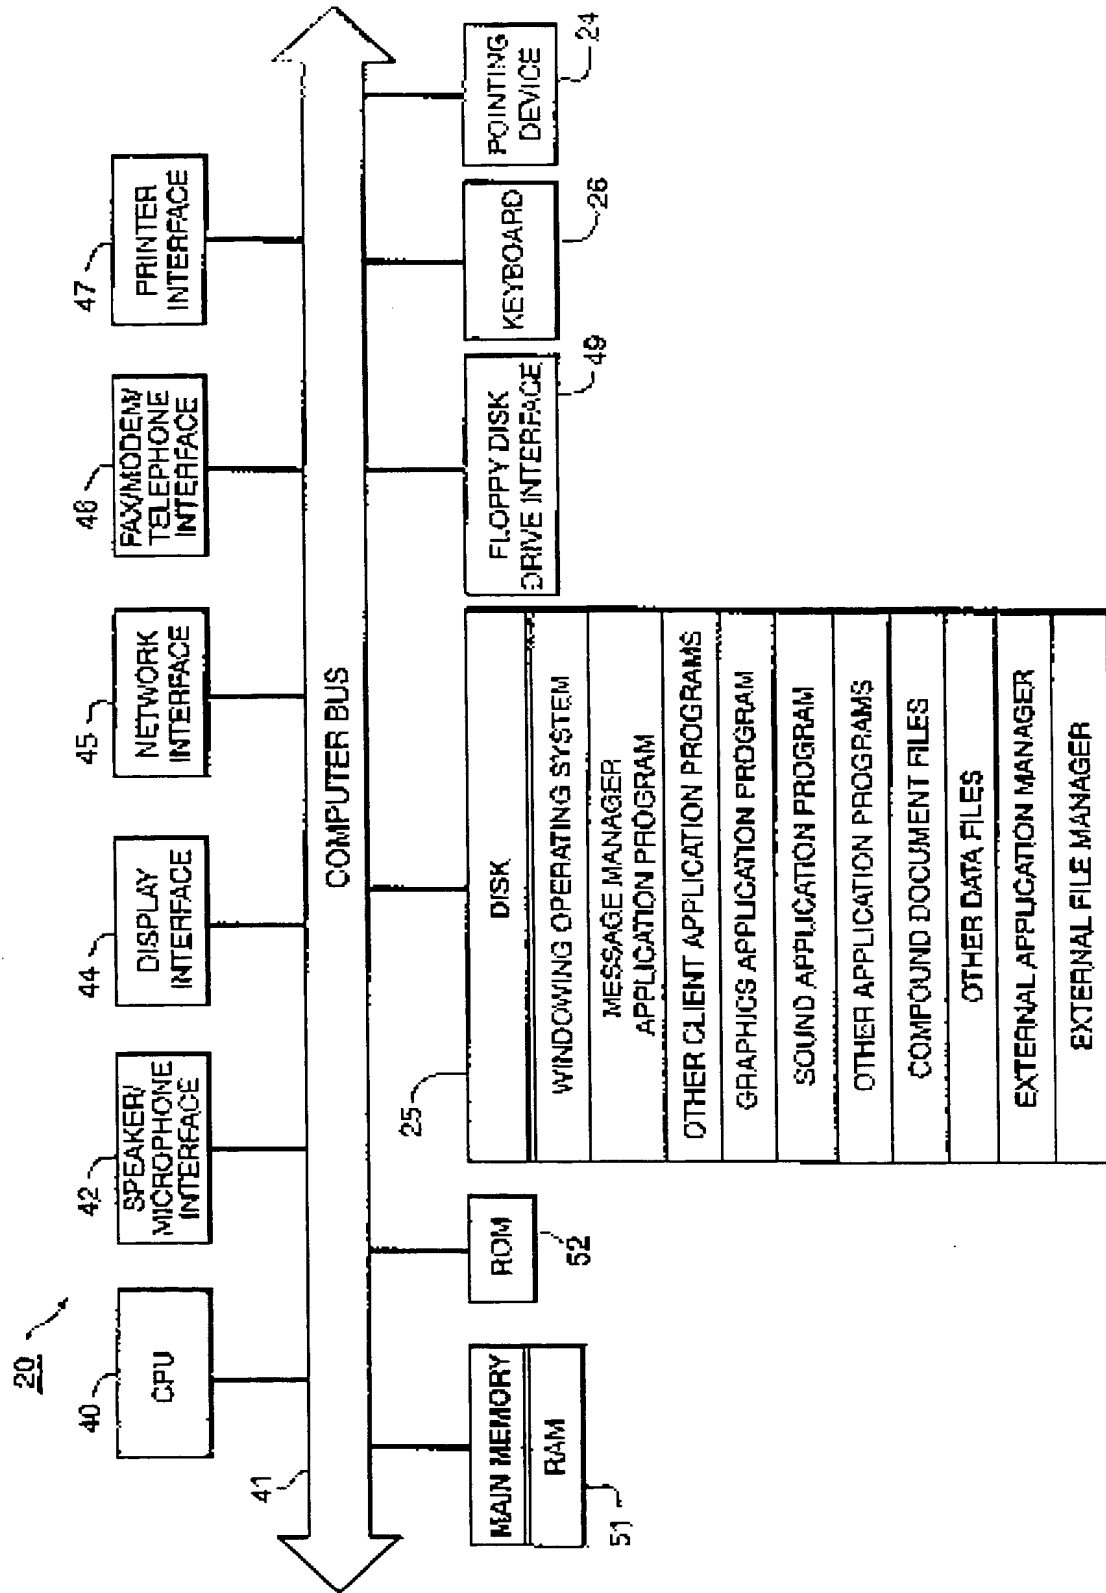 20
40
CPU
42
SPEAKER/
MICROPHONE
INTERFACE
44
DISPLAY
INTERFACE
45
NETWORK
INTERFACE
46
FAX/MODEM/
TELEPHONE
INTERFACE
47
PRINTER
INTERFACE
41
COMPUTER BUS
MAIN MEMORY
RAM
51
ROM
52
25
DISK
WINDOWING OPERATING SYSTEM
MESSAGE MANAGER
APPLICATION PROGRAM
OTHER CLIENT APPLICATION PROGRAMS
GRAPHICS APPLICATION PROGRAM
SOUND APPLICATION PROGRAM
OTHER APPLICATION PROGRAMS
COMPOUND DOCUMENT FILES
OTHER DATA FILES
EXTERNAL APPLICATION MANAGER
EXTERNAL FILE MANAGER
FLOPPY DISK
DRIVE INTERFACE
49
KEYBOARD
26
POINTING
DEVICE
24